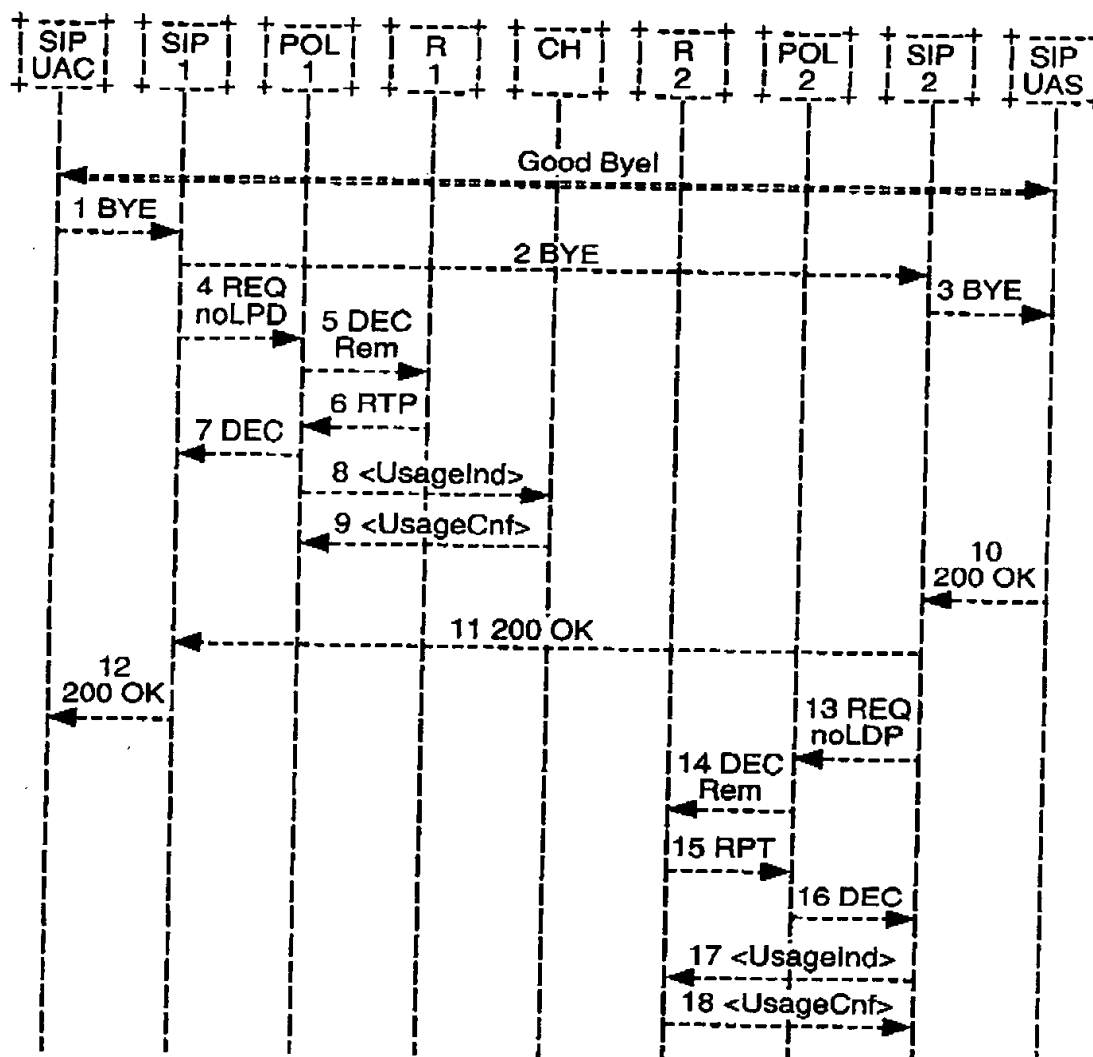 SIP UAC
SIP 1
POL 1
R 1
CH
R 2
POL 2
SIP 2
SIP UAS
Good Bye!
1 BYE
2 BYE
3 BYE
4 REQ
noLPD
5 DEC
Rem
6 RTP
7 DEC
8 <UsageInd>
9 <UsageCnf>
10
200 OK
11 200 OK
12
200 OK
13 REQ
noLDP
14 DEC
Rem
15 RPT
16 DEC
17 <UsageInd>
18 <UsageCnf>